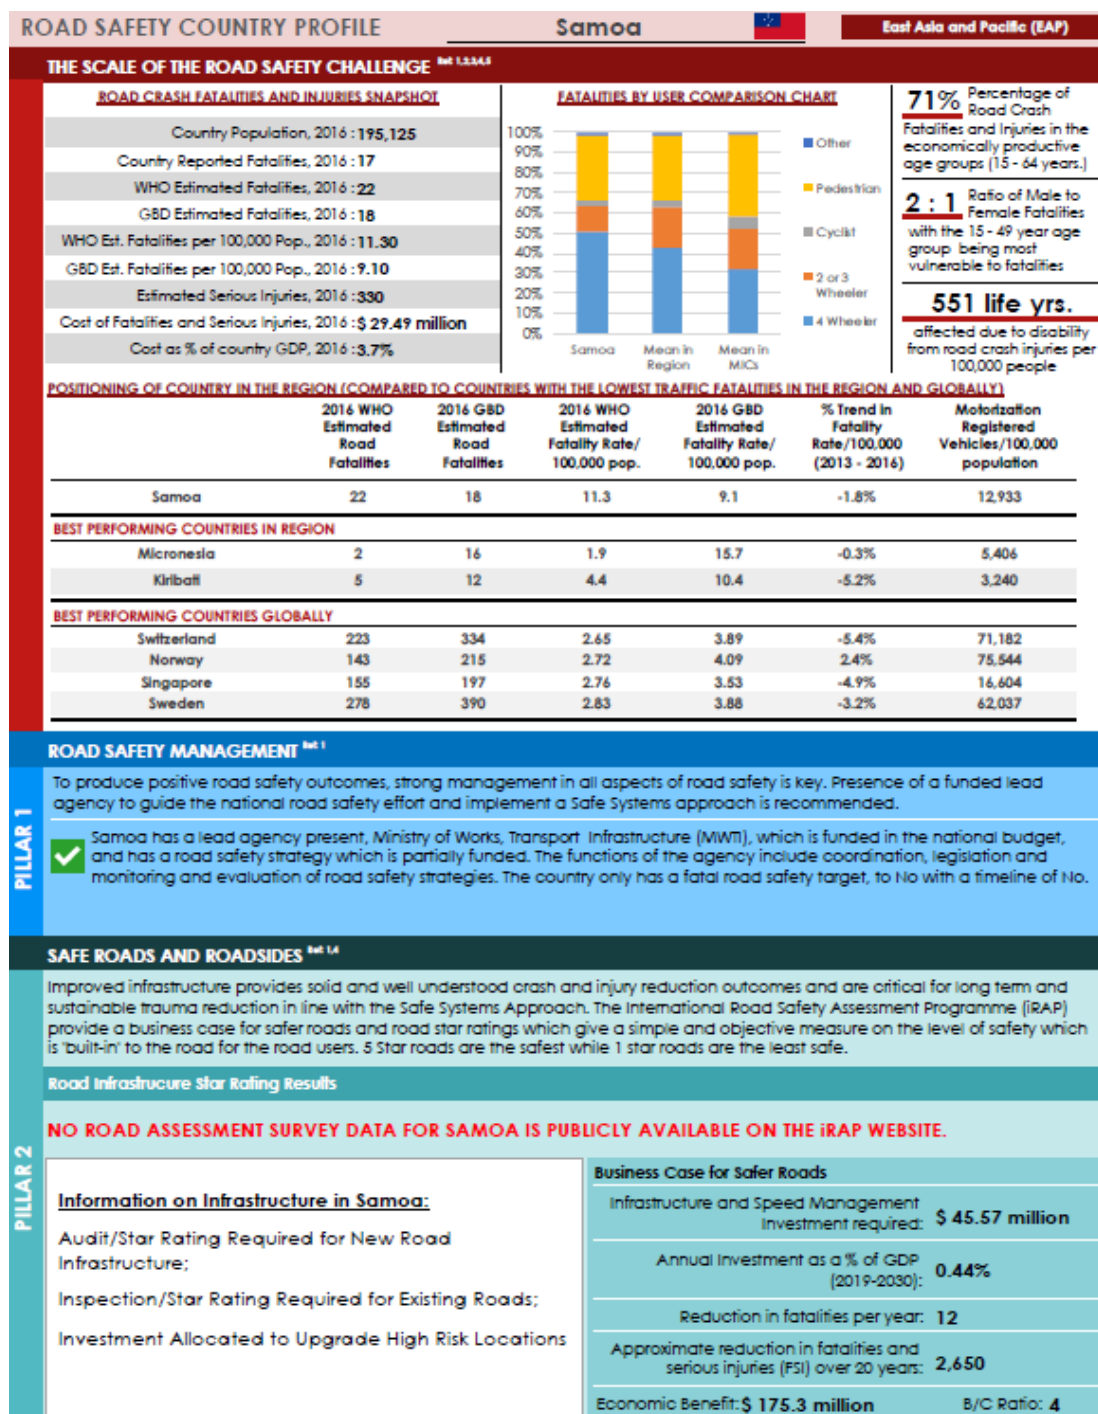 ROAD SAFETY COUNTRY PROFILE
Samoa
East Asia and Pacific (EAP)
THE SCALE OF THE ROAD SAFETY CHALLENGE Ref: 1,2,3,4,5
ROAD CRASH FATALITIES AND INJURIES SNAPSHOT
Country Population, 2016 : 195,125
Country Reported Fatalities, 2016 : 17
WHO Estimated Fatalities, 2016 : 22
GBD Estimated Fatalities, 2016 : 18
WHO Est. Fatalities per 100,000 Pop., 2016 : 11.30
GBD Est. Fatalities per 100,000 Pop., 2016 : 9.10
Estimated Serious Injuries, 2016 : 330
Cost of Fatalities and Serious Injuries, 2016 : $ 29.49 million
Cost as % of country GDP, 2016 : 3.7%
FATALITIES BY USER COMPARISON CHART
100%
90%
80%
70%
60%
50%
40%
30%
20%
10%
0%
Samoa
Mean in Region
Mean in MICs
Other
Pedestrian
Cyclist
2 or 3 Wheeler
4 Wheeler
71% Percentage of Road Crash
Fatalities and Injuries in the
economically productive
age groups (15 - 64 years.)
2 : 1 Ratio of Male to Female Fatalities
with the 15 - 49 year age
group being most
vulnerable to fatalities
551 life yrs.
affected due to disability
from road crash injuries per
100,000 people
POSITIONING OF COUNTRY IN THE REGION (COMPARED TO COUNTRIES WITH THE LOWEST TRAFFIC FATALITIES IN THE REGION AND GLOBALLY)
2016 WHO Estimated Road Fatalities
2016 GBD Estimated Road Fatalities
2016 WHO Estimated Fatality Rate/ 100,000 pop.
2016 GBD Estimated Fatality Rate/ 100,000 pop.
% Trend in Fatality Rate/100,000 (2013 - 2016)
Motorization Registered Vehicles/100,000 population
Samoa 22 18 11.3 9.1 -1.8% 12,933
BEST PERFORMING COUNTRIES IN REGION
Micronesia 2 16 1.9 15.7 -0.3% 5,406
Kiribati 5 12 4.4 10.4 -5.2% 3,240
BEST PERFORMING COUNTRIES GLOBALLY
Switzerland 223 334 2.65 3.89 -5.4% 71,182
Norway 143 215 2.72 4.09 2.4% 75,544
Singapore 155 197 2.76 3.53 -4.9% 16,604
Sweden 278 390 2.83 3.88 -3.2% 62,037
ROAD SAFETY MANAGEMENT Ref: 1
PILLAR 1
To produce positive road safety outcomes, strong management in all aspects of road safety is key. Presence of a funded lead
agency to guide the national road safety effort and implement a Safe Systems approach is recommended.
Samoa has a lead agency present, Ministry of Works, Transport Infrastructure (MWTI), which is funded in the national budget,
and has a road safety strategy which is partially funded. The functions of the agency include coordination, legislation and
monitoring and evaluation of road safety strategies. The country only has a fatal road safety target, to No with a timeline of No.
SAFE ROADS AND ROADSIDES Ref: 1,6
PILLAR 2
Improved infrastructure provides solid and well understood crash and injury reduction outcomes and are critical for long term and
sustainable trauma reduction in line with the Safe Systems Approach. The International Road Safety Assessment Programme (iRAP)
provide a business case for safer roads and road star ratings which give a simple and objective measure on the level of safety which
is 'built-in' to the road for the road users. 5 Star roads are the safest while 1 star roads are the least safe.
Road Infrastrucure Star Rating Results
NO ROAD ASSESSMENT SURVEY DATA FOR SAMOA IS PUBLICLY AVAILABLE ON THE iRAP WEBSITE.
Information on Infrastructure in Samoa:
Audit/Star Rating Required for New Road
Infrastructure;
Inspection/Star Rating Required for Existing Roads;
Investment Allocated to Upgrade High Risk Locations
Business Case for Safer Roads
Infrastructure and Speed Management
Investment required: $ 45.57 million
Annual Investment as a % of GDP
(2019-2030): 0.44%
Reduction in fatalities per year: 12
Approximate reduction in fatalities and
serious injuries (FSI) over 20 years: 2,650
Economic Benefit: $ 175.3 million B/C Ratio: 4